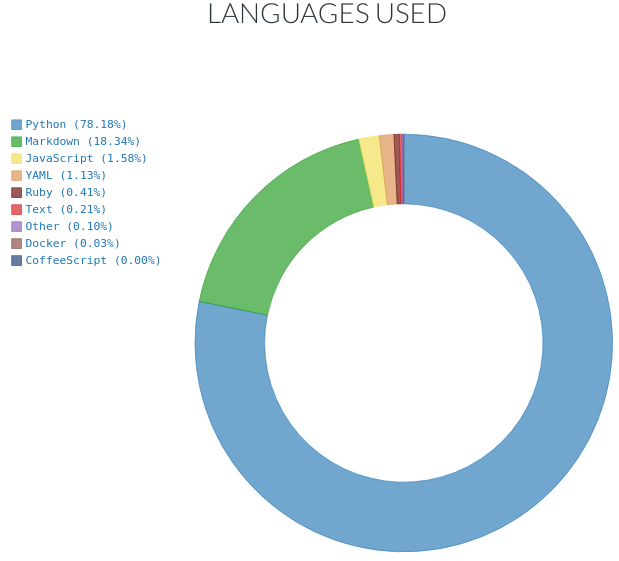 LANGUAGES USED
Python (78.18%)
Markdown (18.34%)
JavaScript (1.58%)
YAML (1.13%)
Ruby (0.41%)
Text (0.21%)
Other (0.10%)
Docker (0.03%)
CoffeeScript (0.00%)